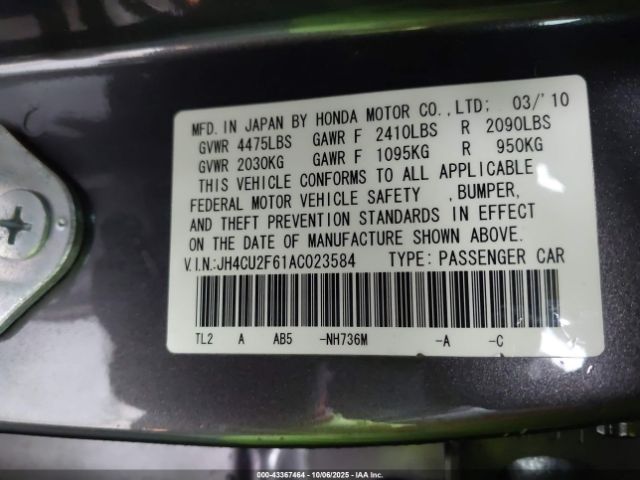 MFD. IN JAPAN BY HONDA MOTOR CO., LTD; 03/'10
GVWR 4475LBS GAWR F 2410LBS R 2090LBS
GVWR 2030KG GAWR F 1095KG R 950KG
THIS VEHICLE CONFORMS TO ALL APPLICABLE
FEDERAL MOTOR VEHICLE SAFETY , BUMPER,
AND THEFT PREVENTION STANDARDS IN EFFECT
ON THE DATE OF MANUFACTURE SHOWN ABOVE.
V.I.N.:JH4CU2F61AC023584 TYPE: PASSENGER CAR
TL2 A AB5 -NH736M -A -C
000-43367464 | 10/06/2025 | © Copyright 2025, IAA Inc.